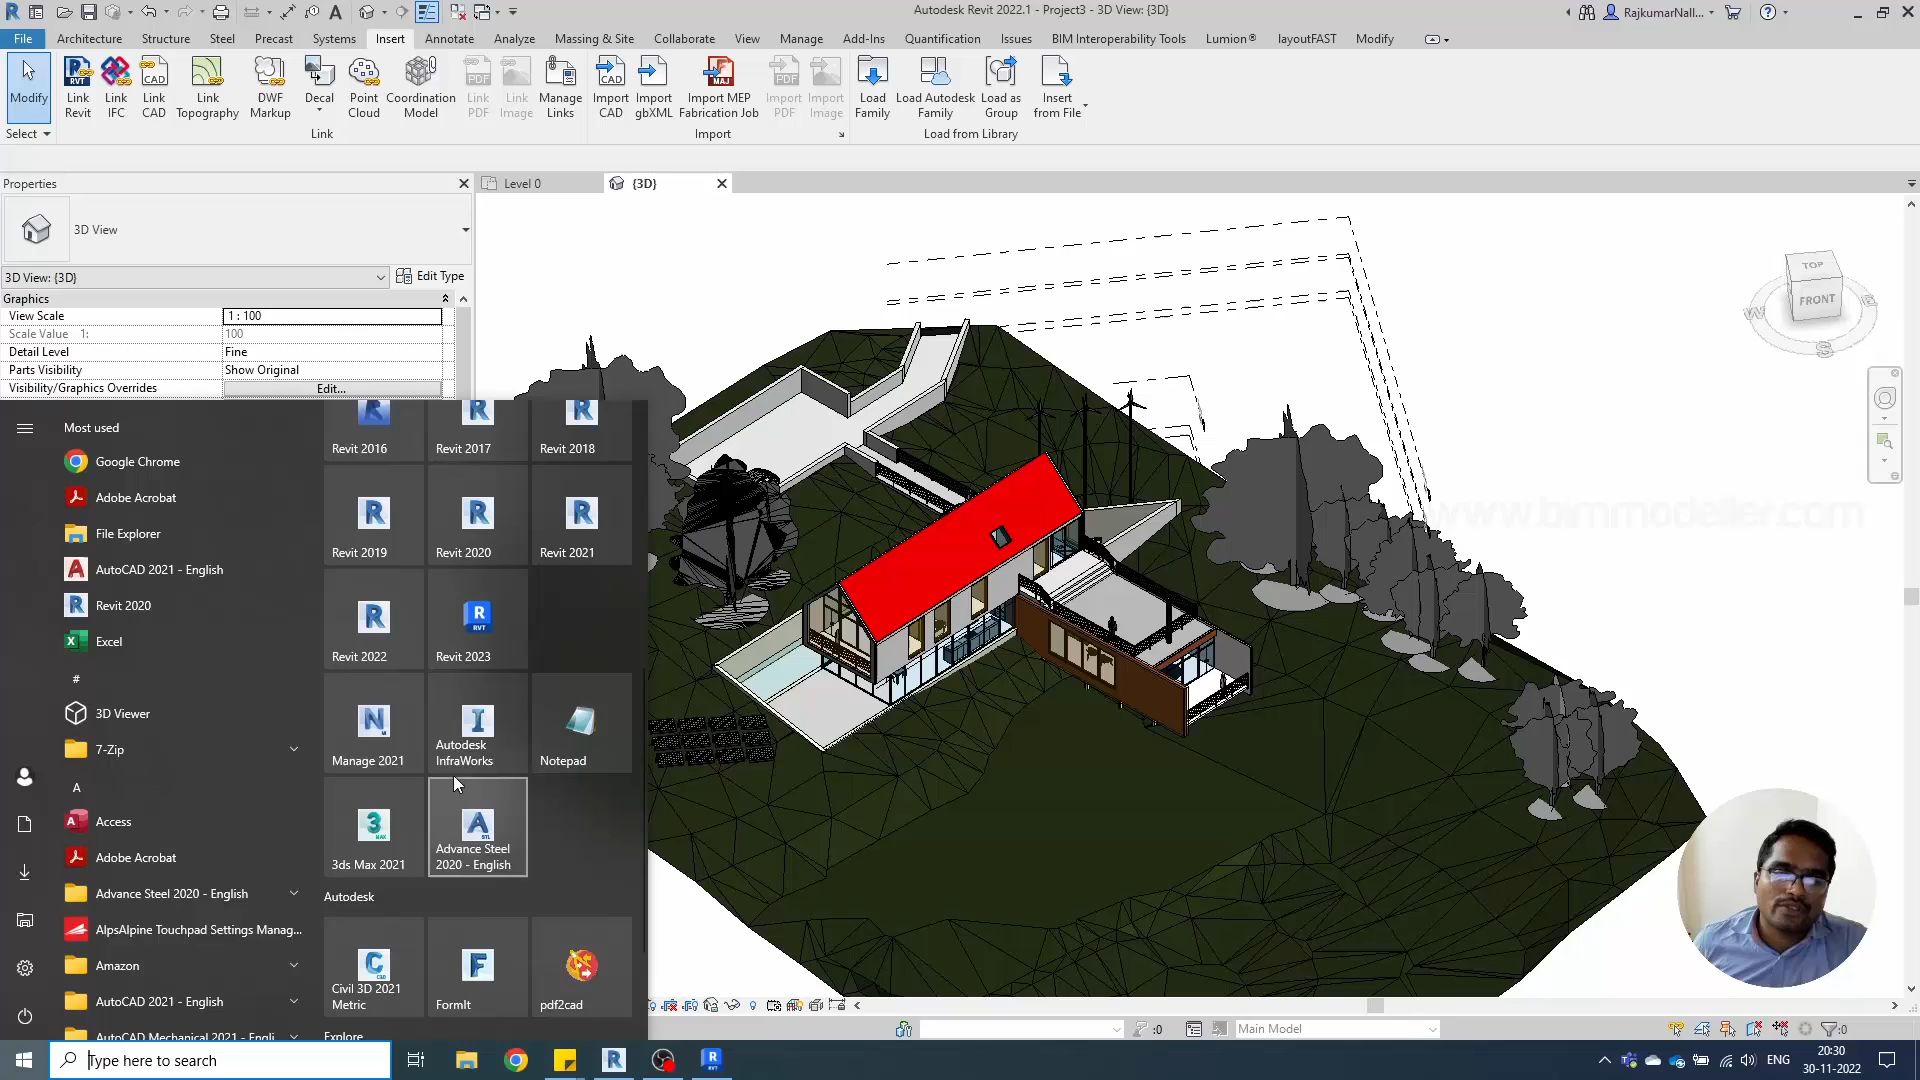 Autodesk Revit 2022.1 - Project3 - 3D View: {3D}
RajkumarNall...
File Architecture Structure Steel Precast Systems Insert Annotate Analyze Massing & Site Collaborate View Manage Add-Ins Quantification Issues BIM Interoperability Tools Lumion® layoutFAST Modify
Modify
Link Revit
Link IFC
Link CAD
Link Topography
DWF Markup
Decal
Point Cloud
Coordination Model
Link PDF
Link Image
Manage Links
Import CAD
Import gbXML
Import MEP Fabrication Job
Import PDF
Import Image
Load Family
Load Autodesk Family
Load as Group
Insert from File
Select
Link
Import
Load from Library
Properties
Level 0
{3D}
3D View
3D View: {3D}
Edit Type
Graphics
View Scale 1 : 100
Scale Value 1: 100
Detail Level Fine
Parts Visibility Show Original
Visibility/Graphics Overrides Edit...
TOP
FRONT
W
S
E
www.bimmodeller.com
Most used
Google Chrome
Adobe Acrobat
File Explorer
AutoCAD 2021 - English
Revit 2020
Excel
#
3D Viewer
7-Zip
A
Access
Adobe Acrobat
Advance Steel 2020 - English
AlpsAlpine Touchpad Settings Manag...
Amazon
AutoCAD 2021 - English
AutoCAD Mechanical 2021 - Engli...
Revit 2016
Revit 2017
Revit 2018
Revit 2019
Revit 2020
Revit 2021
Revit 2022
Revit 2023
Manage 2021
Autodesk InfraWorks
Notepad
3ds Max 2021
Advance Steel 2020 - English
Autodesk
Civil 3D 2021 Metric
FormIt
pdf2cad
Explore
:0
Main Model
:0
Type here to search
ENG
20:30
30-11-2022